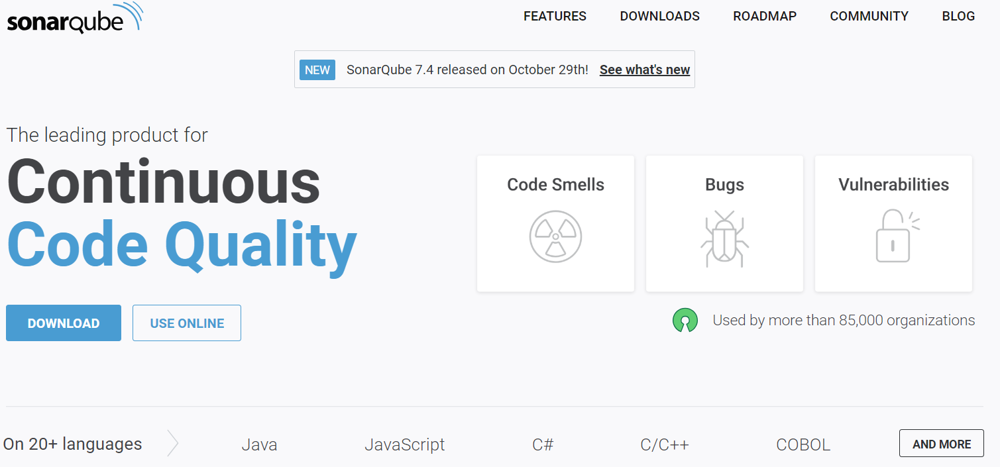 sonarqube
FEATURES DOWNLOADS ROADMAP COMMUNITY BLOG
NEW SonarQube 7.4 released on October 29th! See what's new
The leading product for
Continuous
Code Quality
DOWNLOAD USE ONLINE
Code Smells Bugs Vulnerabilities
Used by more than 85,000 organizations
On 20+ languages Java JavaScript C# C/C++ COBOL AND MORE